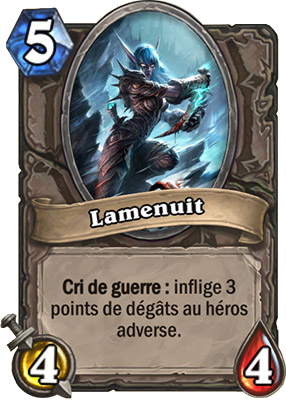 5
Lamenuit
Cri de guerre : inflige 3
points de dégâts au héros
adverse.
4
4